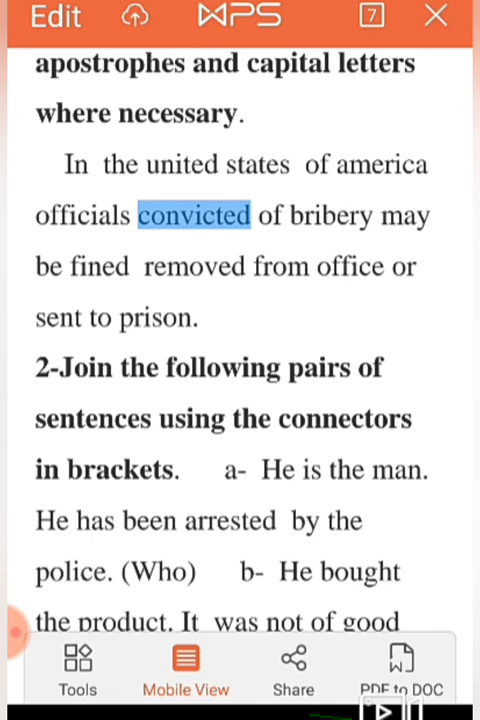 Edit WPS 7
apostrophes and capital letters
where necessary.
In the united states of america
officials convicted of bribery may
be fined removed from office or
sent to prison.
2-Join the following pairs of
sentences using the connectors
in brackets. a- He is the man.
He has been arrested by the
police. (Who) b- He bought
the product. It was not of good
Tools Mobile View Share PDF to DOC